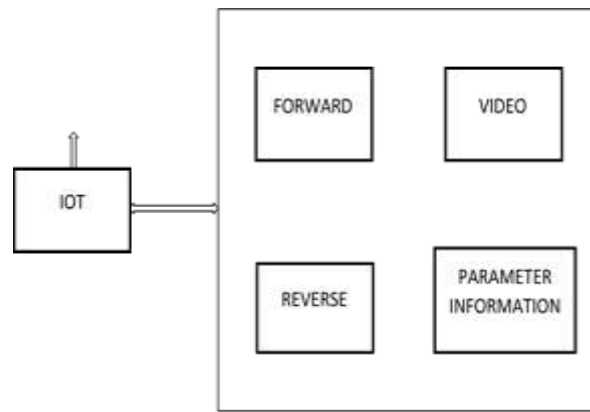 FORWARD
VIDEO
IOT
REVERSE
PARAMETER
INFORMATION